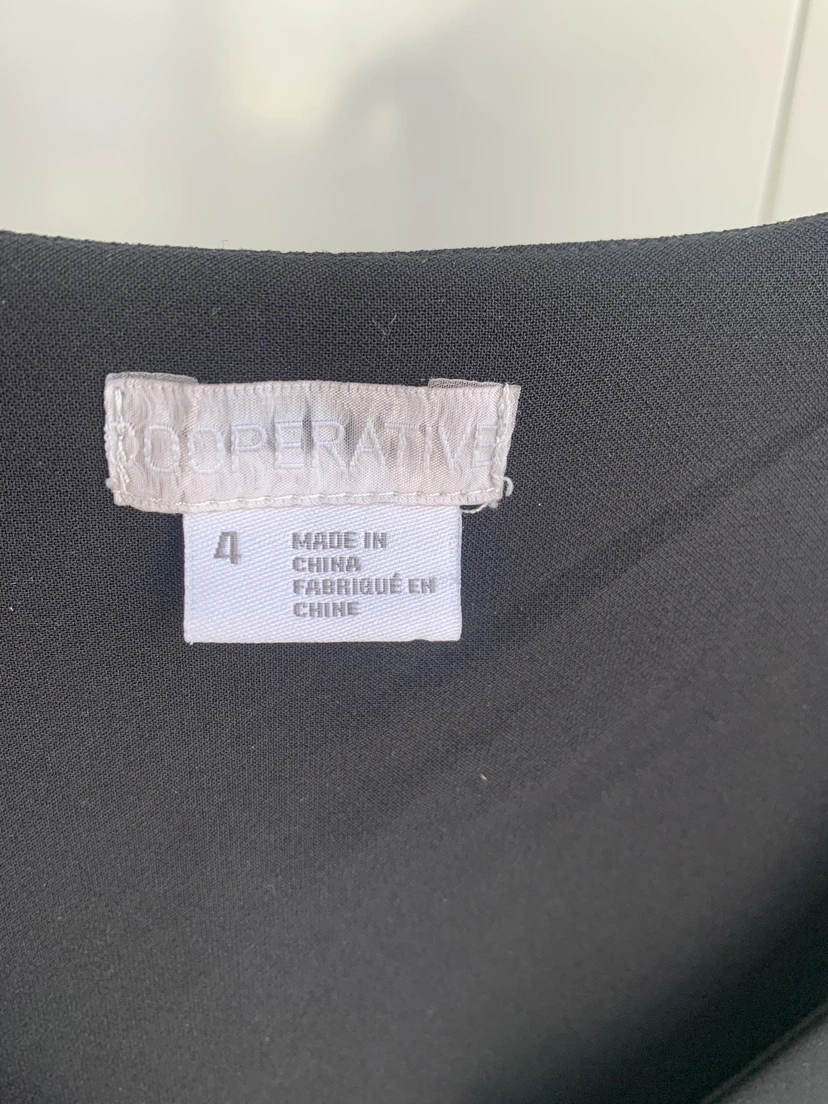 COOPERATIVE
4
MADE IN
CHINA
FABRIQUÉ EN
CHINE